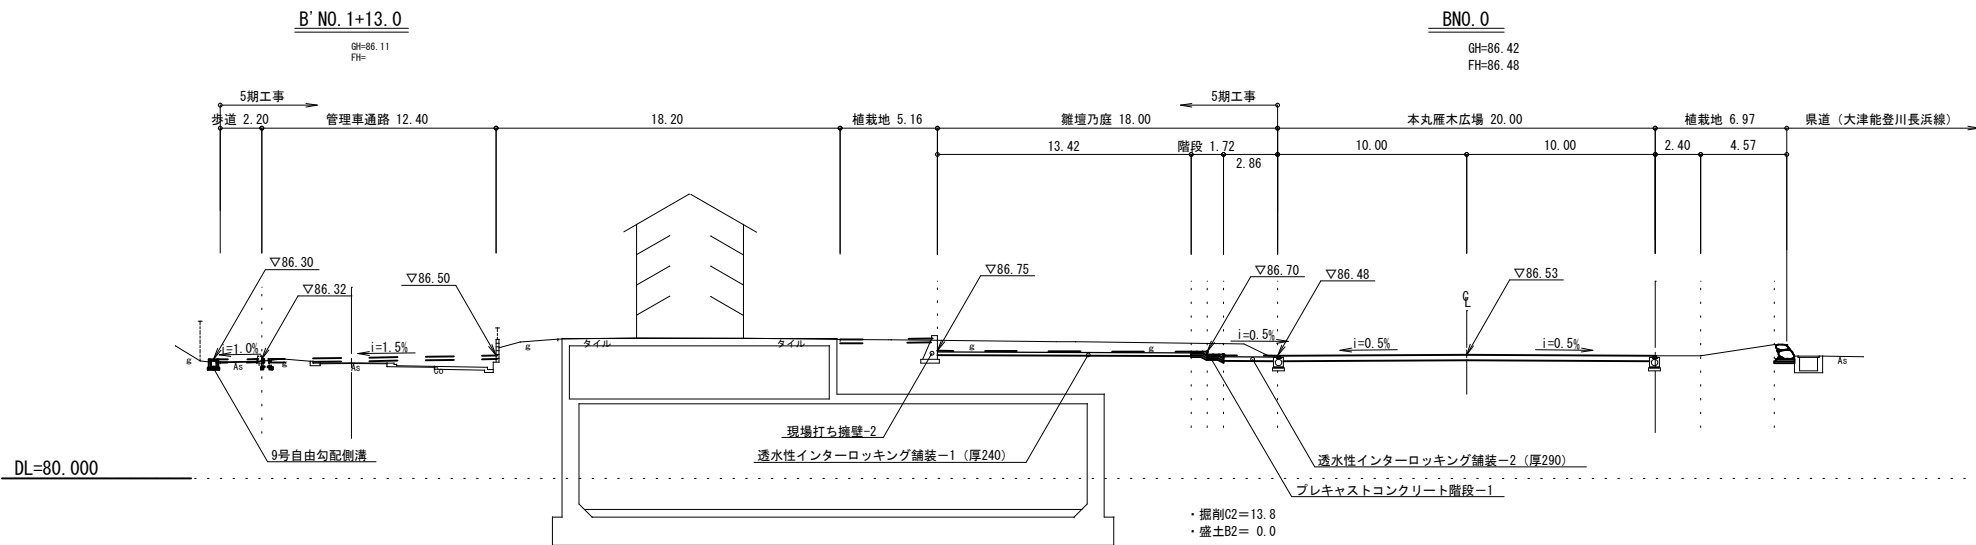 B'NO.1+13.0
GH=86.11
FH=
BNO.0
GH=86.42
FH=86.48
5期工事
5期工事
歩道 2.20
管理車通路 12.40
18.20
植栽地 5.16
雛壇乃庭 18.00
本丸雁木広場 20.00
植栽地 6.97
県道（大津能登川長浜線）
13.42
階段 1.72
2.86
10.00
10.00
2.40
4.57
▽86.30
▽86.32
▽86.50
▽86.75
▽86.70
▽86.48
▽86.53
CL
i=1.0%
i=1.5%
i=0.5%
i=0.5%
i=0.5%
g
As
g
As
Co
g
タイル
タイル
g
g
As
現場打ち擁壁-2
9号自由勾配側溝
透水性インターロッキング舗装－1（厚240）
透水性インターロッキング舗装－2（厚290）
DL=80.000
プレキャストコンクリート階段－1
・掘削C2＝13.8
・盛土B2＝ 0.0